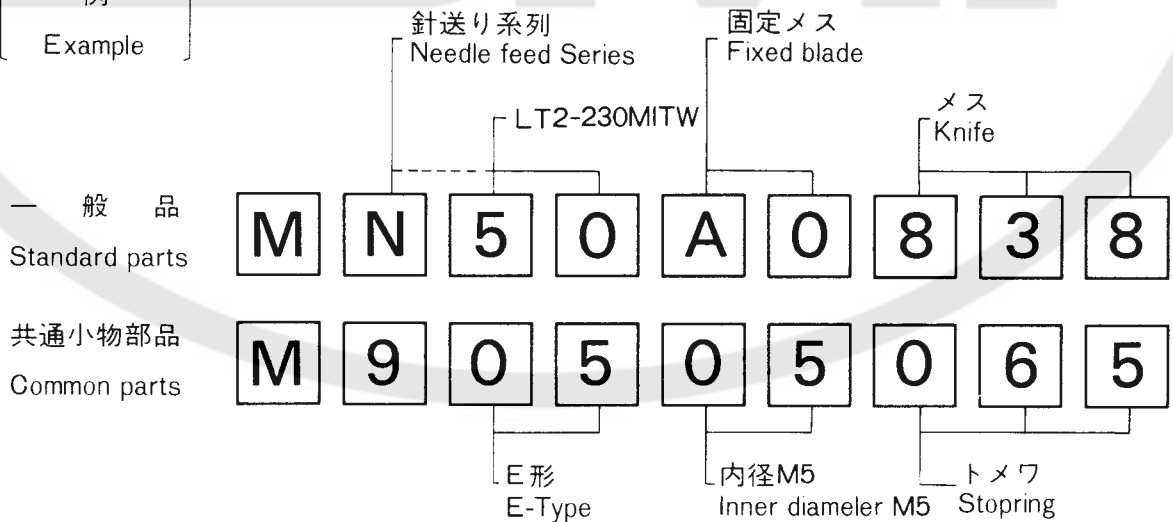 例
Example
針送り系列
Needle feed Series
固定メス
Fixed blade
LT2-230MITW
メス
Knife
一般品
Standard parts
M N 5 0 A 0 8 3 8
共通小物部品
Common parts
M 9 0 5 0 5 0 6 5
E形
E-Type
内径M5
Inner diameler M5
トメワ
Stopring